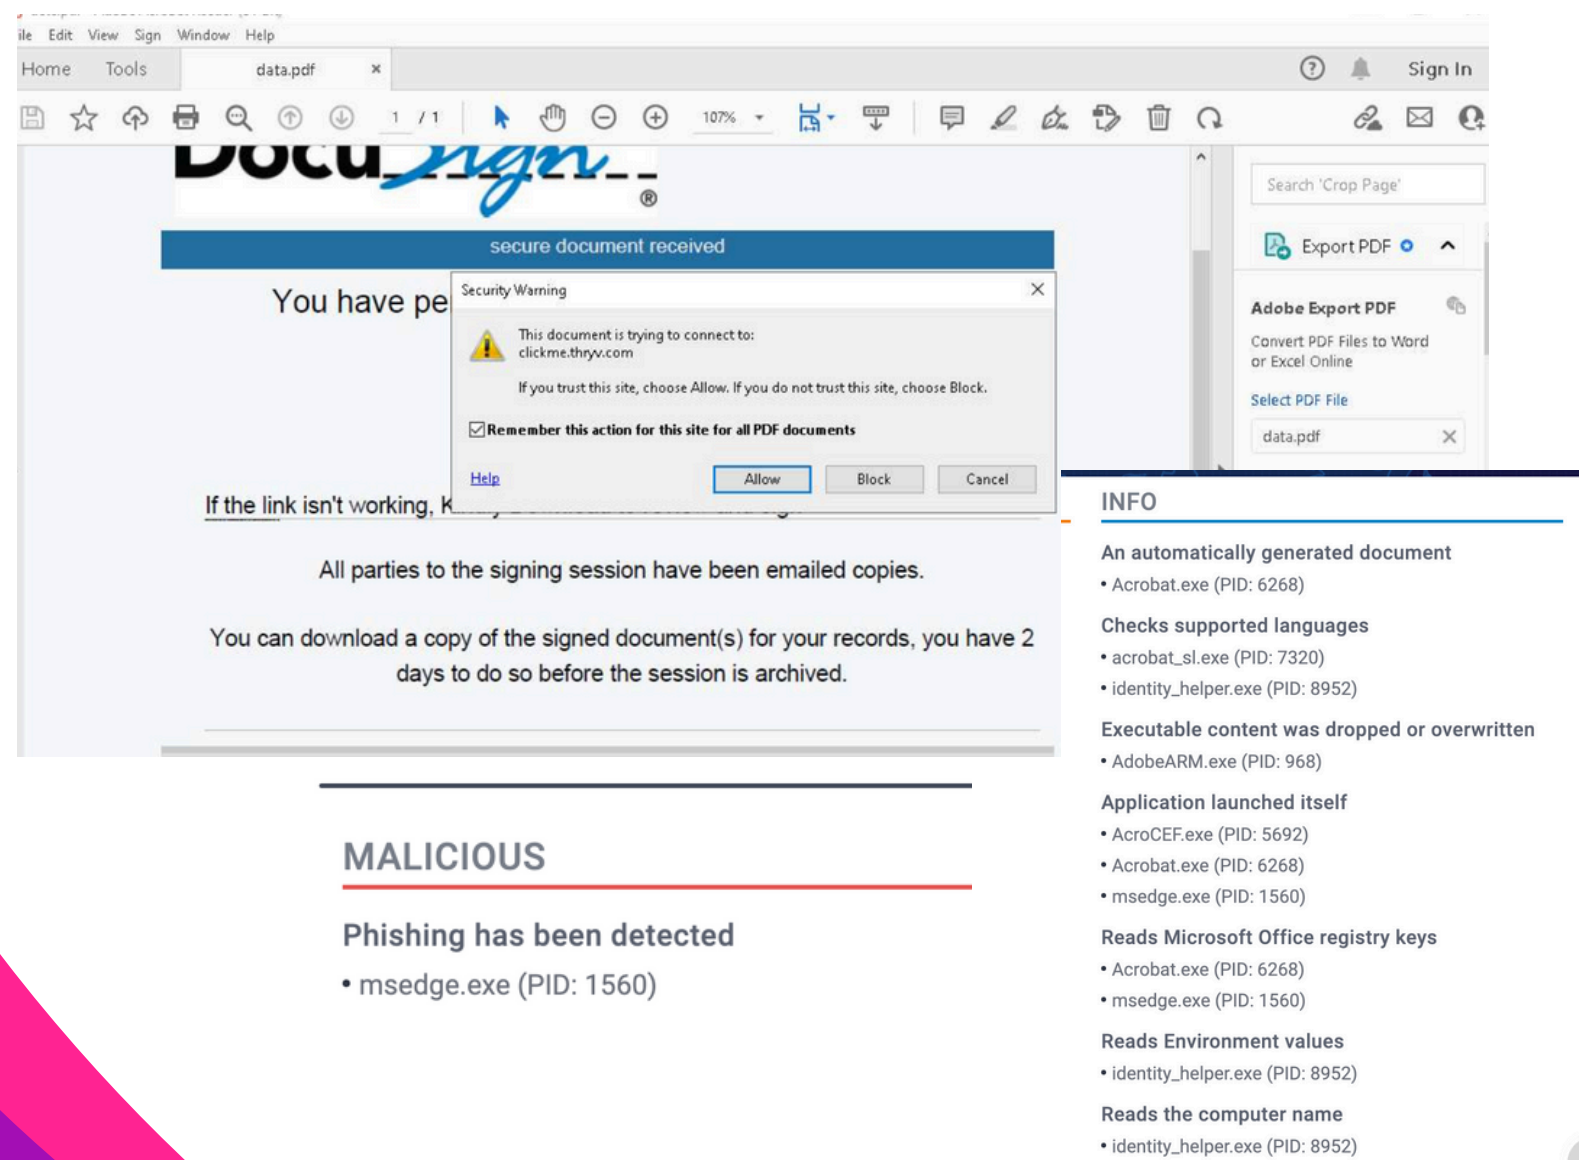 ile Edit View Sign Window Help
Home Tools data.pdf × Sign In
1 / 1 107%
DocuSign
®
Search 'Crop Page'
secure document received
Export PDF
You have pe
Security Warning
This document is trying to connect to:
clickme.thryv.com
If you trust this site, choose Allow. If you do not trust this site, choose Block.
Remember this action for this site for all PDF documents
Help Allow Block Cancel
Adobe Export PDF
Convert PDF Files to Word
or Excel Online
Select PDF File
data.pdf
If the link isn't working, K
All parties to the signing session have been emailed copies.
You can download a copy of the signed document(s) for your records, you have 2
days to do so before the session is archived.
MALICIOUS
Phishing has been detected
• msedge.exe (PID: 1560)
INFO
An automatically generated document
• Acrobat.exe (PID: 6268)
Checks supported languages
• acrobat_sl.exe (PID: 7320)
• identity_helper.exe (PID: 8952)
Executable content was dropped or overwritten
• AdobeARM.exe (PID: 968)
Application launched itself
• AcroCEF.exe (PID: 5692)
• Acrobat.exe (PID: 6268)
• msedge.exe (PID: 1560)
Reads Microsoft Office registry keys
• Acrobat.exe (PID: 6268)
• msedge.exe (PID: 1560)
Reads Environment values
• identity_helper.exe (PID: 8952)
Reads the computer name
• identity_helper.exe (PID: 8952)